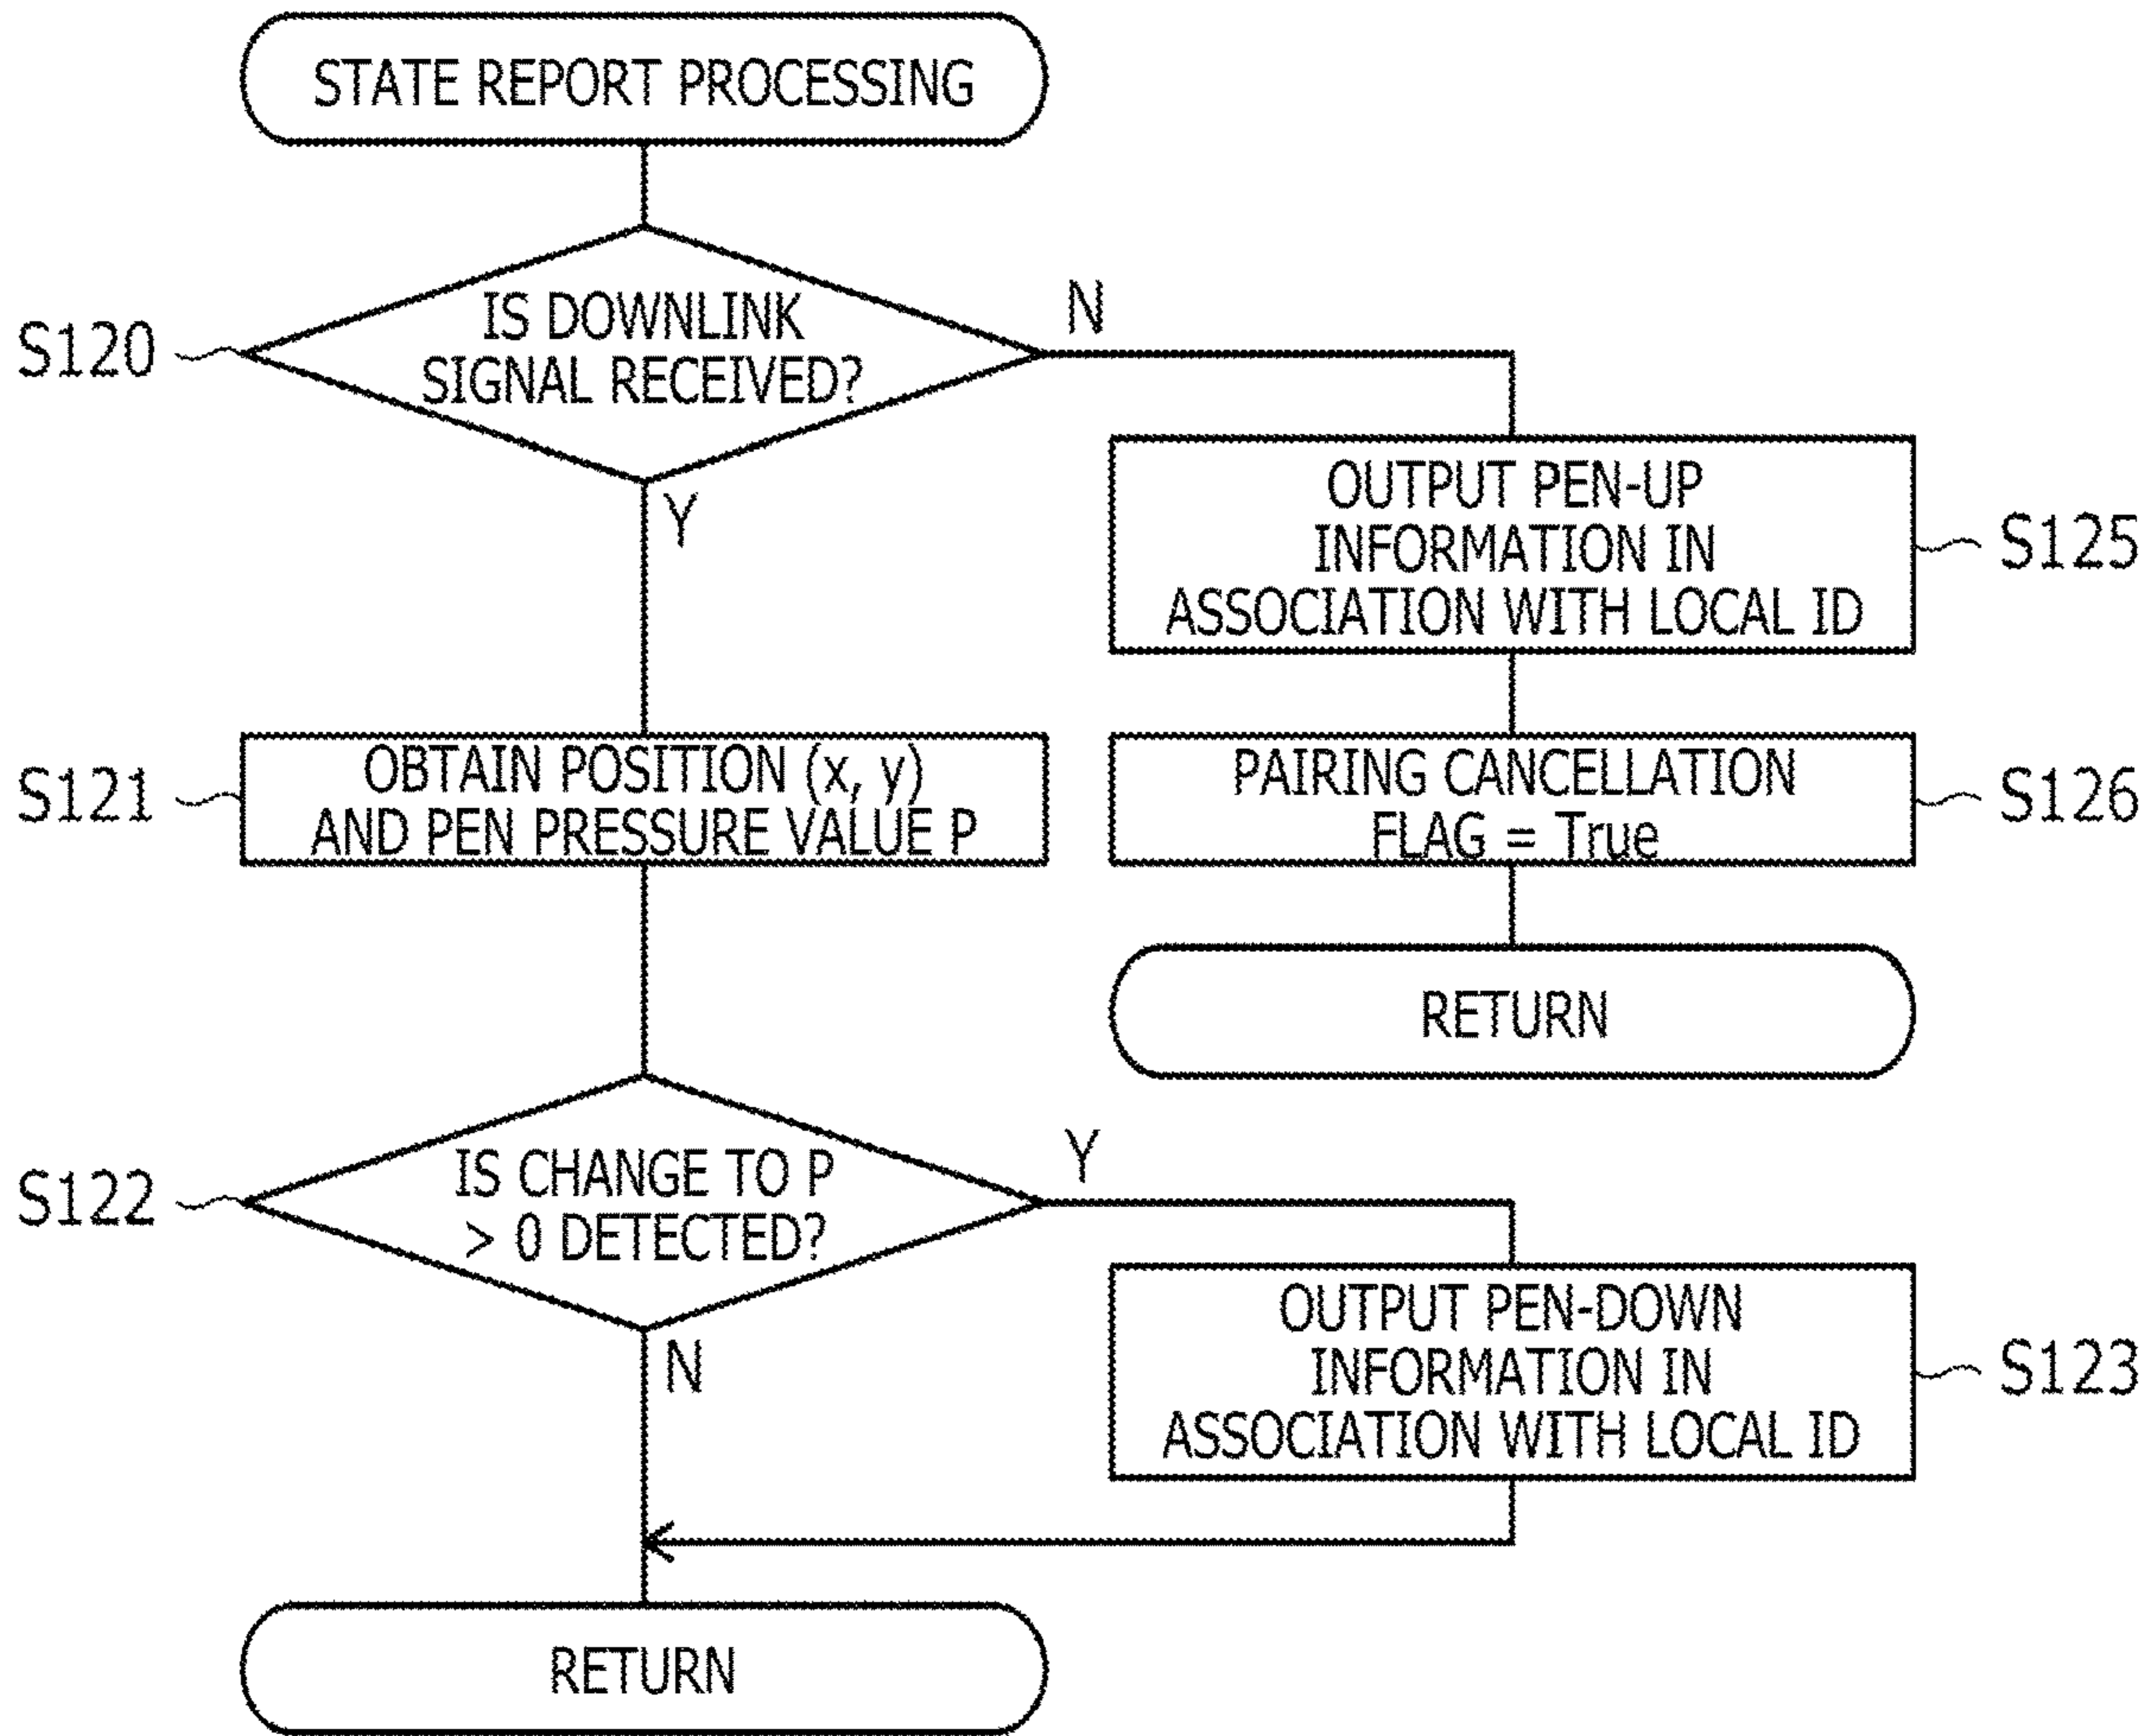 STATE REPORT PROCESSING
S120
IS DOWNLINK
SIGNAL RECEIVED?
N
Y
OUTPUT PEN-UP
INFORMATION IN
ASSOCIATION WITH LOCAL ID
S125
S121
OBTAIN POSITION (x, y)
AND PEN PRESSURE VALUE P
PAIRING CANCELLATION
FLAG = True
S126
RETURN
S122
IS CHANGE TO P
> 0 DETECTED?
Y
N
OUTPUT PEN-DOWN
INFORMATION IN
ASSOCIATION WITH LOCAL ID
S123
RETURN